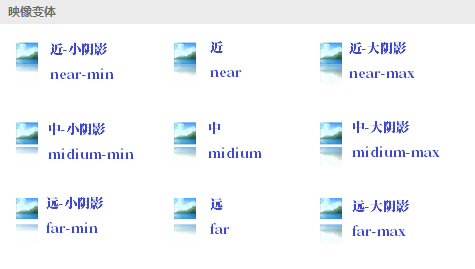 映像变体
近-小阴影
near-min
近
near
近-大阴影
near-max
中-小阴影
midium-min
中
midium
中-大阴影
midium-max
远-小阴影
far-min
远
far
远-大阴影
far-max